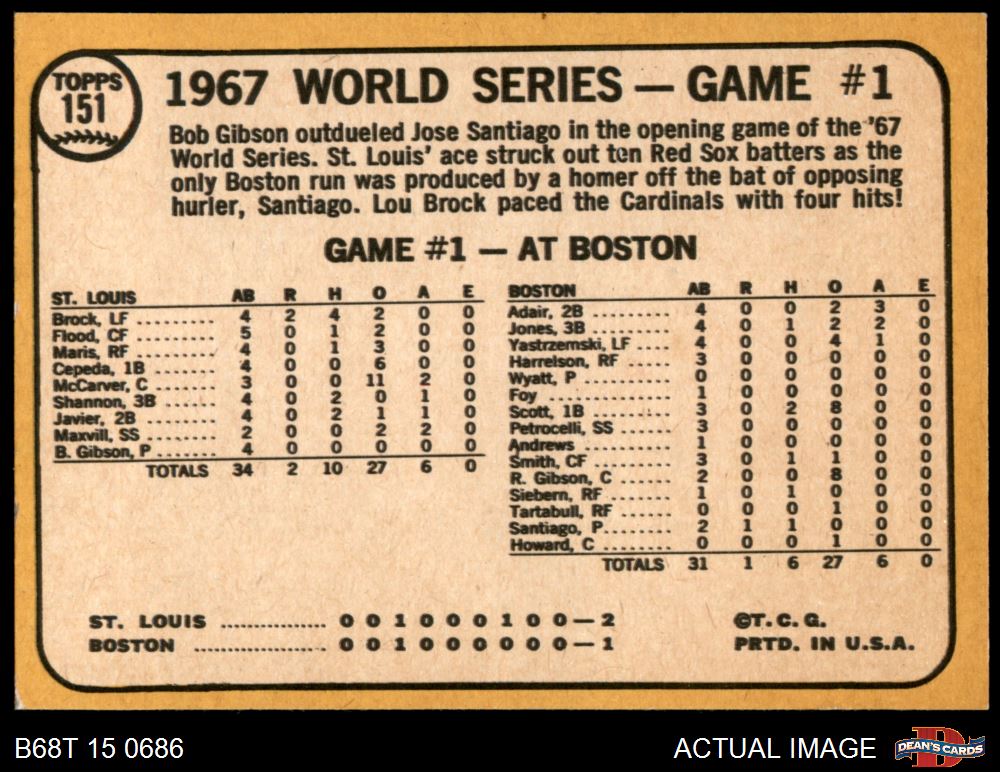 TOPPS
151
1967 WORLD SERIES — GAME #1
Bob Gibson outdueled Jose Santiago in the opening game of the '67
World Series. St. Louis' ace struck out ten Red Sox batters as the
only Boston run was produced by a homer off the bat of opposing
hurler, Santiago. Lou Brock paced the Cardinals with four hits!
GAME #1 — AT BOSTON
ST. LOUIS AB R H O A E
Brock, LF ......... 4 2 4 2 0 0
Flood, CF ......... 5 0 1 2 0 0
Maris, RF ......... 4 0 1 3 0 0
Cepeda, 1B ........ 4 0 0 6 0 0
McCarver, C ....... 3 0 0 11 2 0
Shannon, 3B ....... 4 0 2 0 1 0
Javier, 2B ........ 4 0 2 1 1 0
Maxvill, SS ....... 2 0 0 2 2 0
B. Gibson, P ...... 4 0 0 0 0 0
TOTALS 34 2 10 27 6 0
BOSTON AB R H O A E
Adair, 2B ......... 4 0 0 2 3 0
Jones, 3B ......... 4 0 1 2 2 0
Yastrzemski, LF .... 4 0 0 4 1 0
Harrelson, RF ..... 3 0 0 0 0 0
Wyatt, P .......... 0 0 0 0 0 0
Foy ............... 1 0 0 0 0 0
Scott, 1B ......... 3 0 2 8 0 0
Petrocelli, SS .... 3 0 0 0 0 0
Andrews ........... 1 0 0 0 0 0
Smith, CF ......... 3 0 1 1 0 0
R. Gibson, C ...... 2 0 0 8 0 0
Siebern, RF ....... 1 0 1 0 0 0
Tartabull, RF ..... 0 0 0 1 0 0
Santiago, P........ 2 1 1 0 0 0
Howard, C ......... 0 0 0 1 0 0
TOTALS 31 1 6 27 6 0
ST. LOUIS ............... 0 0 1 0 0 0 1 0 0 — 2
BOSTON .................. 0 0 1 0 0 0 0 0 0 — 1
©T. C. G.
PRTD. IN U.S.A.
B68T 15 0686
ACTUAL IMAGE
DEAN'S CARDS